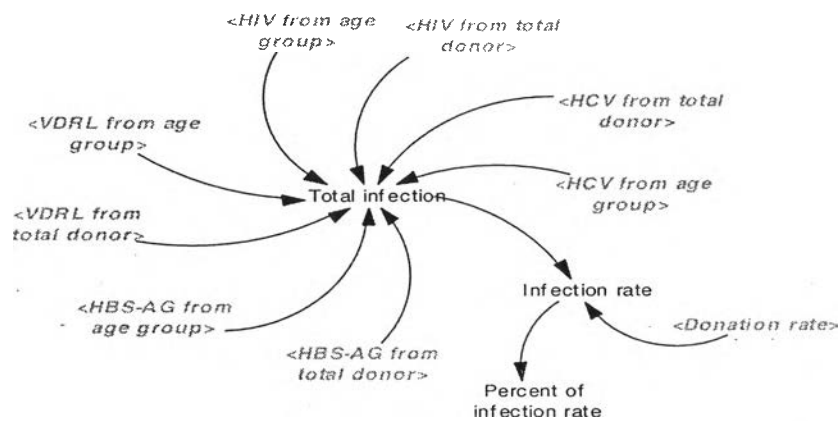 <HIV from age
group>
<HIV from total
donor>
<HCV from total
donor>
<VDRL from age
group>
<HCV from age
group>
Total infection
<VDRL from
total donor>
Infection rate
<HBS-AG from
age group>
<Donation rate>
<HBS-AG from
total donor>
Percent of
infection rate